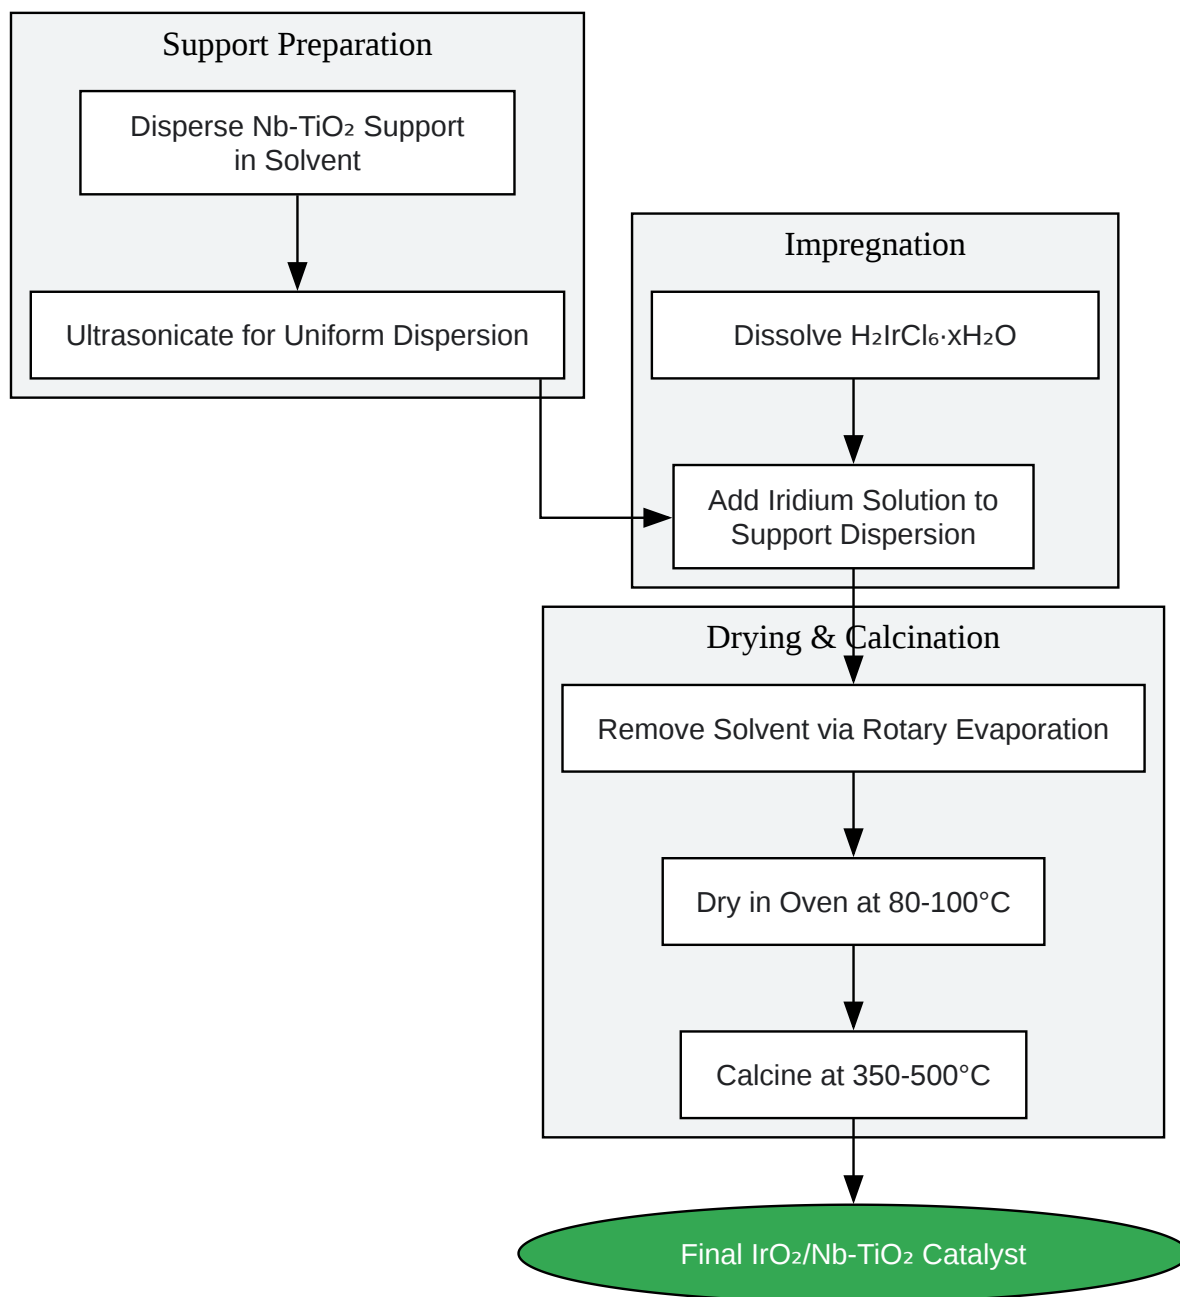 Support Preparation
Disperse Nb-TiO₂ Support
in Solvent
Ultrasonicate for Uniform Dispersion
Impregnation
Dissolve H₂IrCl₆·xH₂O
Add Iridium Solution to
Support Dispersion
Drying & Calcination
Remove Solvent via Rotary Evaporation
Dry in Oven at 80-100°C
Calcine at 350-500°C
Final IrO₂/Nb-TiO₂ Catalyst